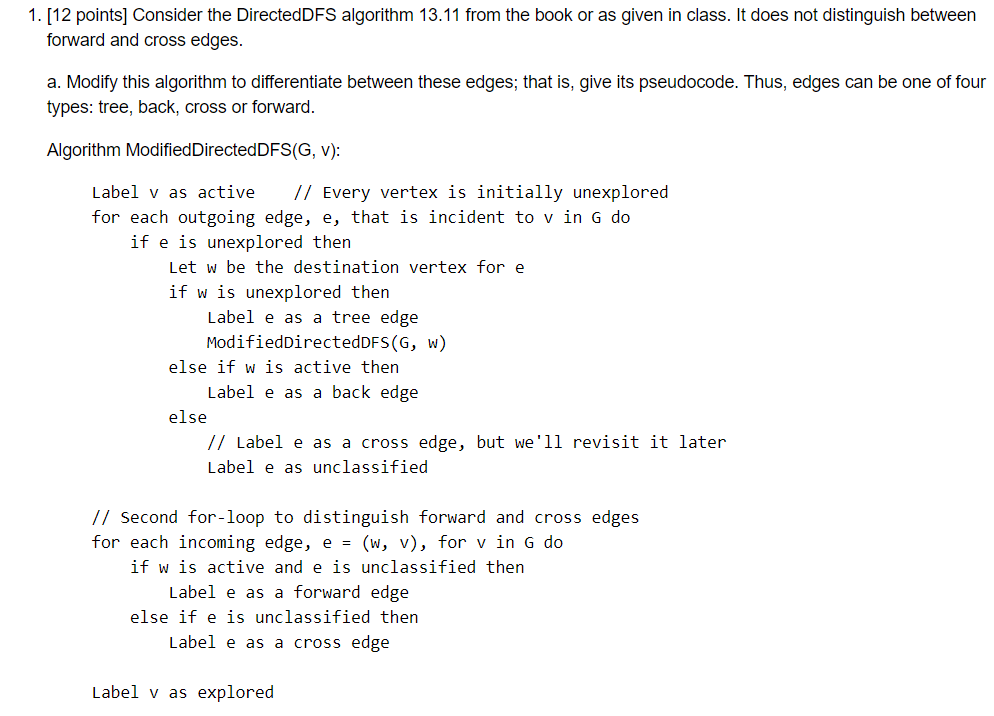 1. [12 points] Consider the DirectedDFS algorithm 13.11 from the book or as given in class. It does not distinguish between
forward and cross edges.
a. Modify this algorithm to differentiate between these edges; that is, give its pseudocode. Thus, edges can be one of four
types: tree, back, cross or forward.
Algorithm ModifiedDirectedDFS(G, v):
Label v as active    // Every vertex is initially unexplored
for each outgoing edge, e, that is incident to v in G do
    if e is unexplored then
        Let w be the destination vertex for e
        if w is unexplored then
            Label e as a tree edge
            ModifiedDirectedDFS(G, w)
        else if w is active then
            Label e as a back edge
        else
            // Label e as a cross edge, but we'll revisit it later
            Label e as unclassified
// Second for-loop to distinguish forward and cross edges
for each incoming edge, e = (w, v), for v in G do
    if w is active and e is unclassified then
        Label e as a forward edge
    else if e is unclassified then
        Label e as a cross edge
Label v as explored